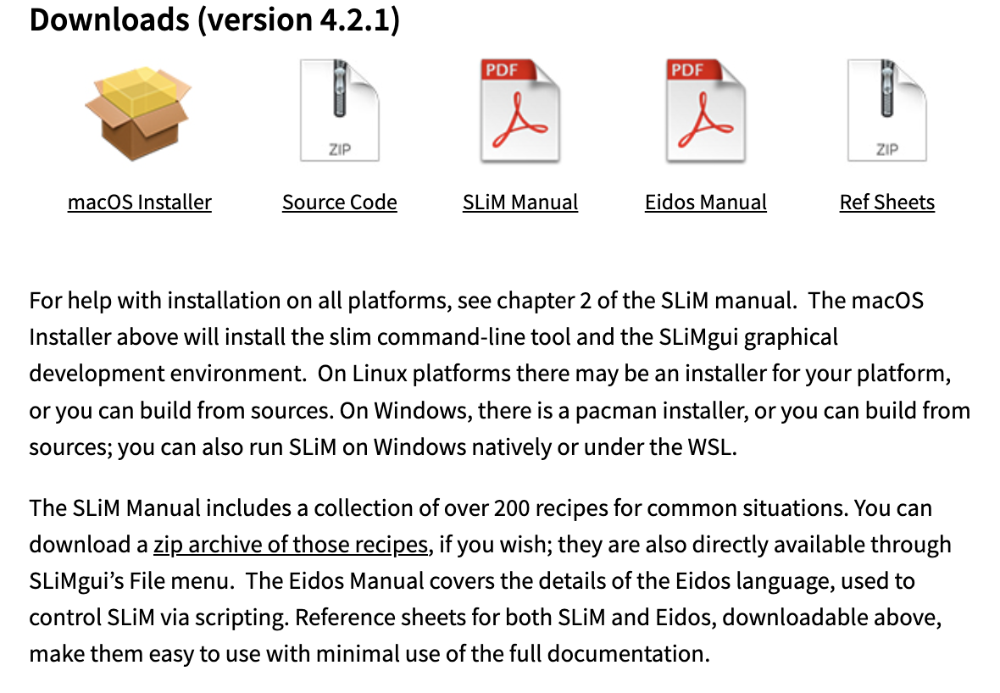 Downloads (version 4.2.1)
PDF PDF
ZIP ZIP
macOS Installer Source Code SLiM Manual Eidos Manual Ref Sheets
For help with installation on all platforms, see chapter 2 of the SLiM manual.  The macOS
Installer above will install the slim command-line tool and the SLiMgui graphical
development environment.  On Linux platforms there may be an installer for your platform,
or you can build from sources. On Windows, there is a pacman installer, or you can build from
sources; you can also run SLiM on Windows natively or under the WSL.
The SLiM Manual includes a collection of over 200 recipes for common situations. You can
download a zip archive of those recipes, if you wish; they are also directly available through
SLiMgui’s File menu.  The Eidos Manual covers the details of the Eidos language, used to
control SLiM via scripting. Reference sheets for both SLiM and Eidos, downloadable above,
make them easy to use with minimal use of the full documentation.